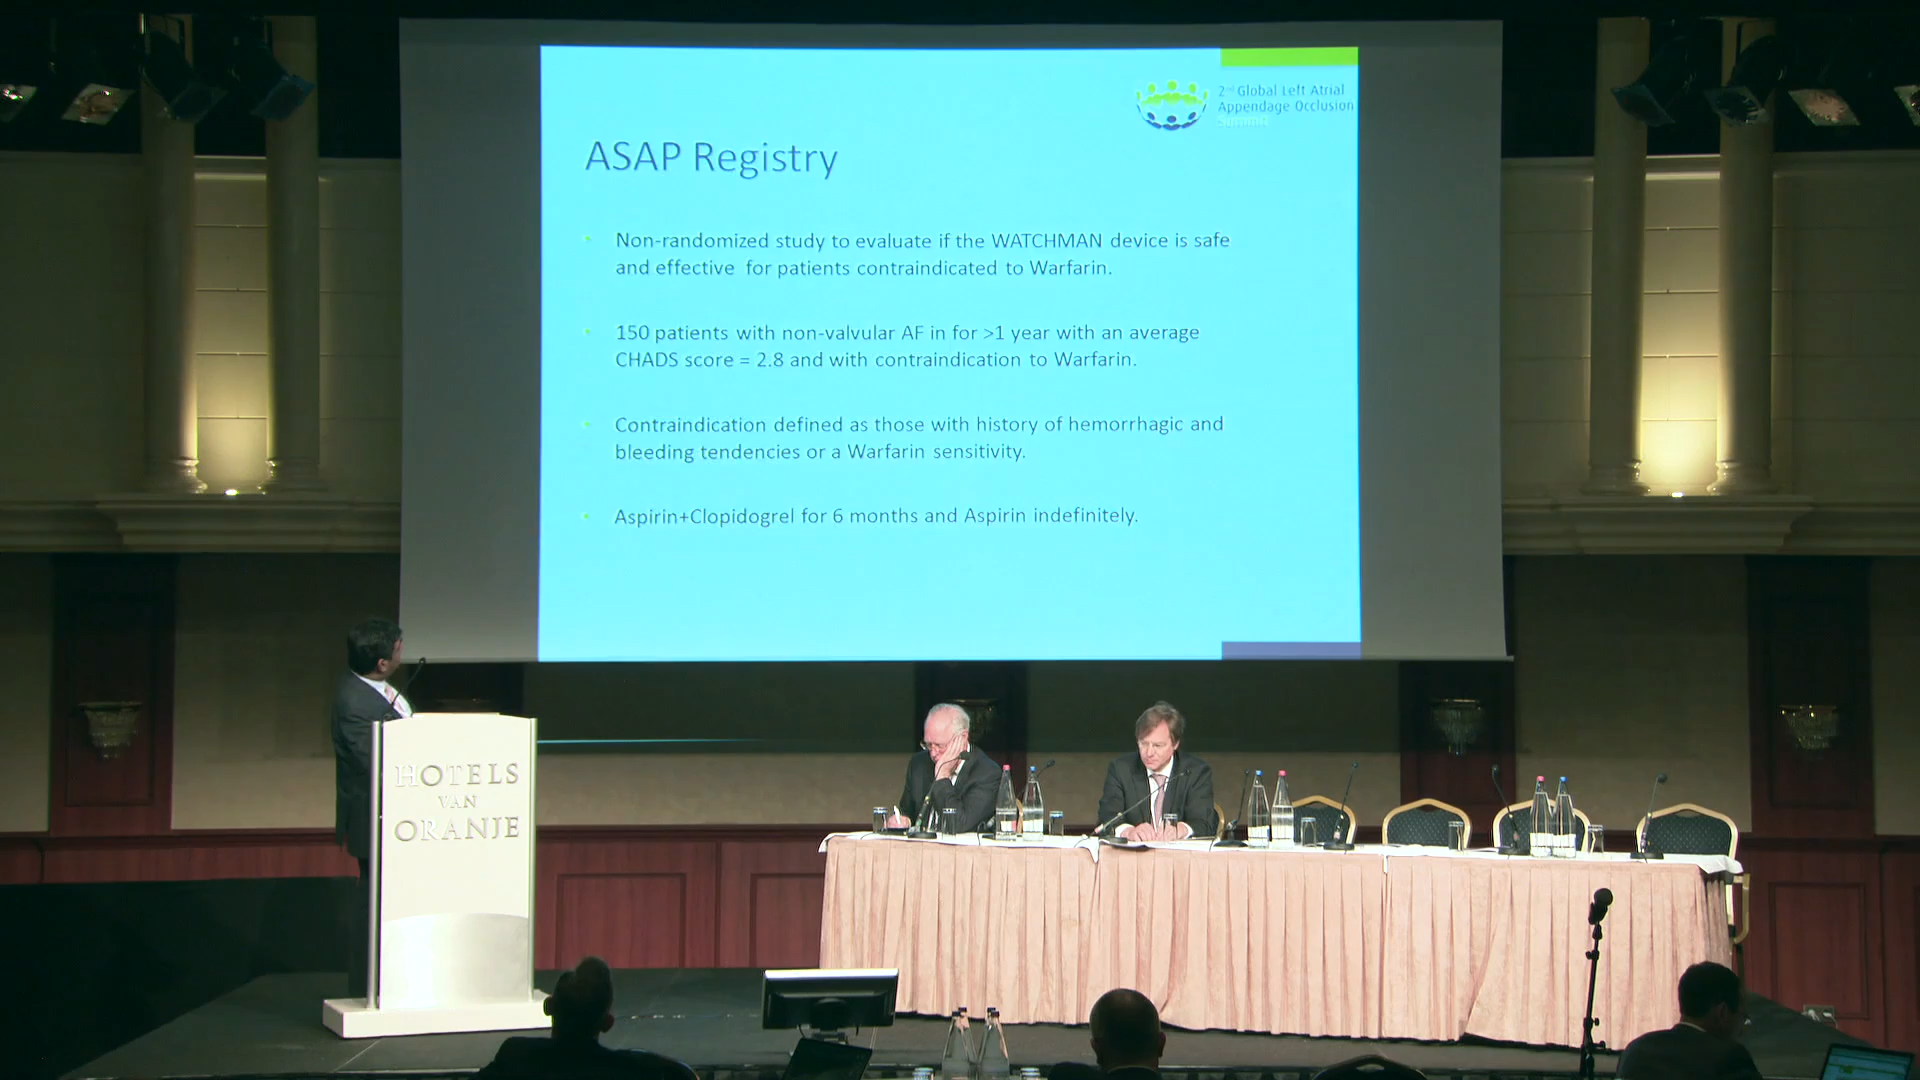 2nd Global Left Atrial
Appendage Occlusion
Summit
ASAP Registry
Non-randomized study to evaluate if the WATCHMAN device is safe
and effective for patients contraindicated to Warfarin.
150 patients with non-valvular AF in for >1 year with an average
CHADS score = 2.8 and with contraindication to Warfarin.
Contraindication defined as those with history of hemorrhagic and
bleeding tendencies or a Warfarin sensitivity.
Aspirin+Clopidogrel for 6 months and Aspirin indefinitely.
HOTELS
VAN
ORANJE